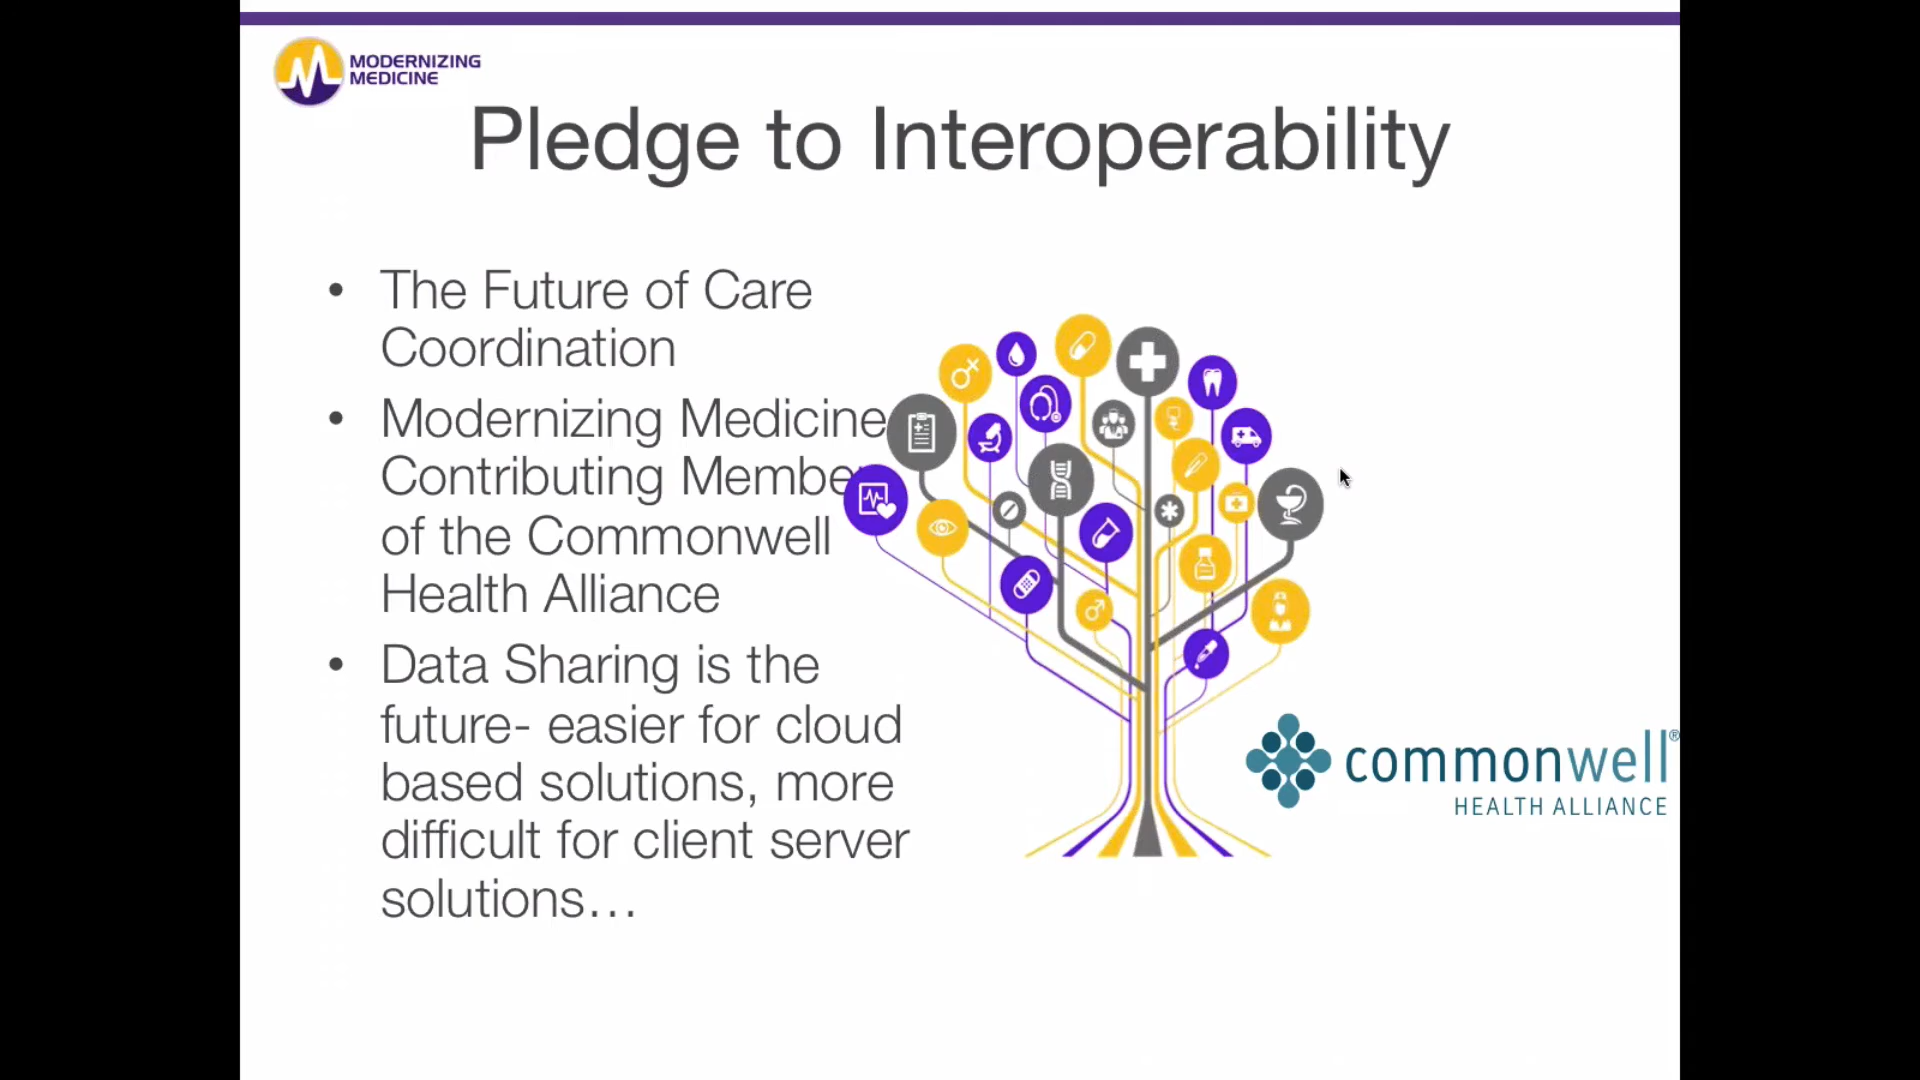 MODERNIZING
MEDICINE
Pledge to Interoperability
• The Future of Care
Coordination
• Modernizing Medicine
Contributing Membe
of the Commonwell
Health Alliance
• Data Sharing is the
future- easier for cloud
based solutions, more
difficult for client server
solutions…
commonwell®
HEALTH ALLIANCE